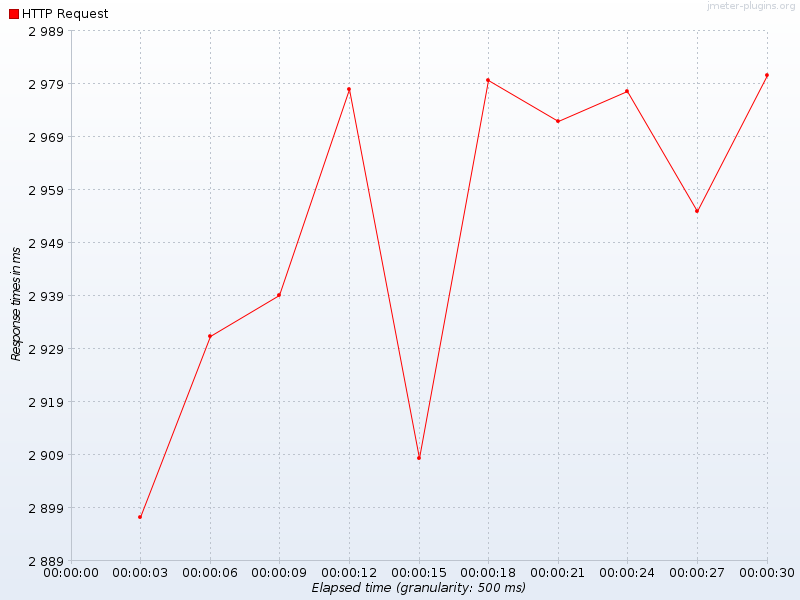 jmeter-plugins.org
HTTP Request
2 989
2 979
2 969
2 959
2 949
2 939
2 929
2 919
2 909
2 899
2 889
Response times in ms
00:00:00 00:00:03 00:00:06 00:00:09 00:00:12 00:00:15 00:00:18 00:00:21 00:00:24 00:00:27 00:00:30
Elapsed time (granularity: 500 ms)